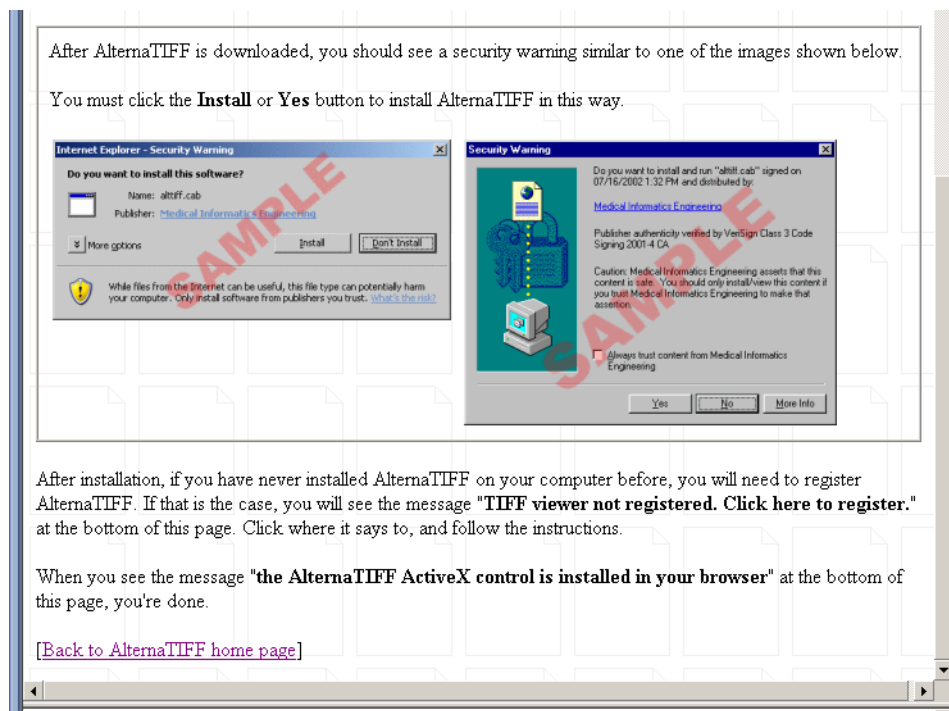 After AlternaTIFF is downloaded, you should see a security warning similar to one of the images shown below.
You must click the Install or Yes button to install AlternaTIFF in this way.
Internet Explorer - Security Warning
Do you want to install this software?
Name: alttiff.cab
Publisher: Medical Informatics Engineering
More options
Install
Don't Install
While files from the Internet can be useful, this file type can potentially harm
your computer. Only install software from publishers you trust. What's the risk?
SAMPLE
Security Warning
Do you want to install and run "alttiff.cab" signed on
07/16/2002 1:32 PM and distributed by:
Medical Informatics Engineering
Publisher authenticity verified by VeriSign Class 3 Code
Signing 2001-4 CA
Caution: Medical Informatics Engineering asserts that this
content is safe. You should only install/view this content if
you trust Medical Informatics Engineering to make that
assertion.
Always trust content from Medical Informatics
Engineering
Yes
No
More Info
SAMPLE
After installation, if you have never installed AlternaTIFF on your computer before, you will need to register
AlternaTIFF. If that is the case, you will see the message "TIFF viewer not registered. Click here to register."
at the bottom of this page. Click where it says to, and follow the instructions.
When you see the message "the AlternaTIFF ActiveX control is installed in your browser" at the bottom of
this page, you're done.
[Back to AlternaTIFF home page]